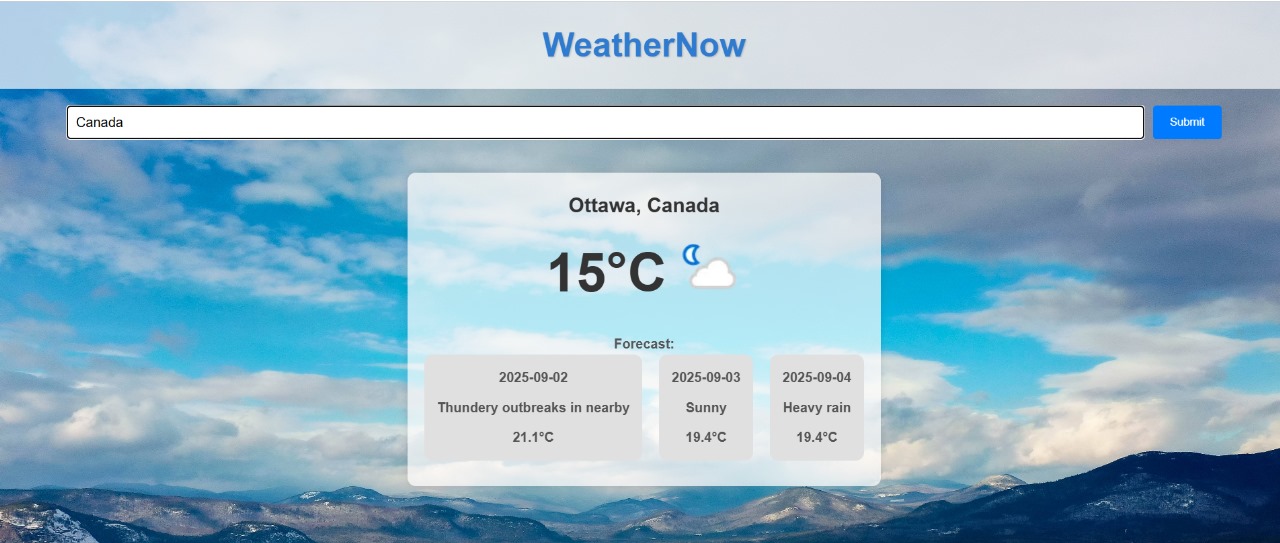 WeatherNow
Canada
Submit
Ottawa, Canada
15°C
Forecast:
2025-09-02
Thundery outbreaks in nearby
21.1°C
2025-09-03
Sunny
19.4°C
2025-09-04
Heavy rain
19.4°C